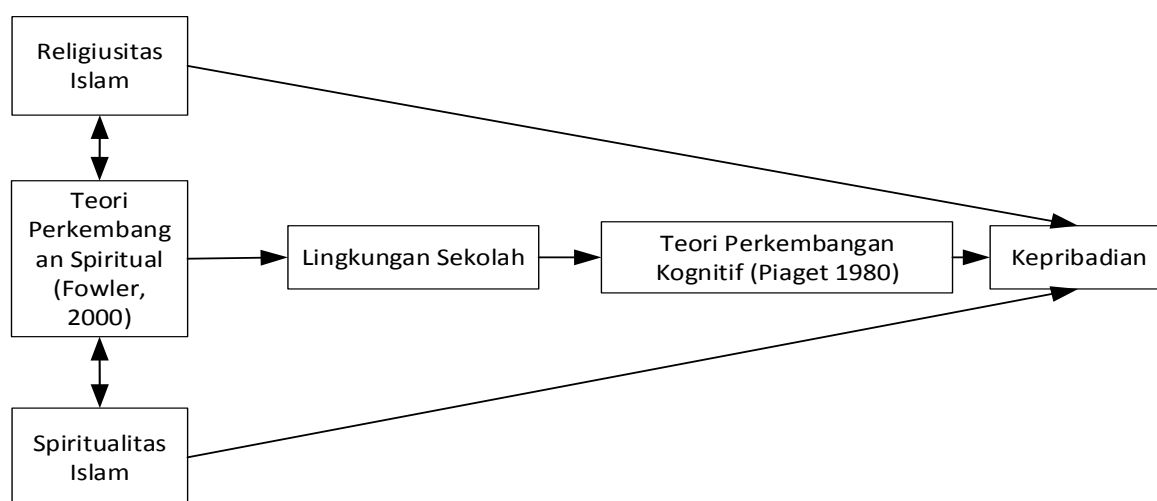 Religiusitas
Islam
Teori
Perkembang
an Spiritual
(Fowler,
2000)
Lingkungan Sekolah
Teori Perkembangan
Kognitif (Piaget 1980)
Kepribadian
Spiritualitas
Islam